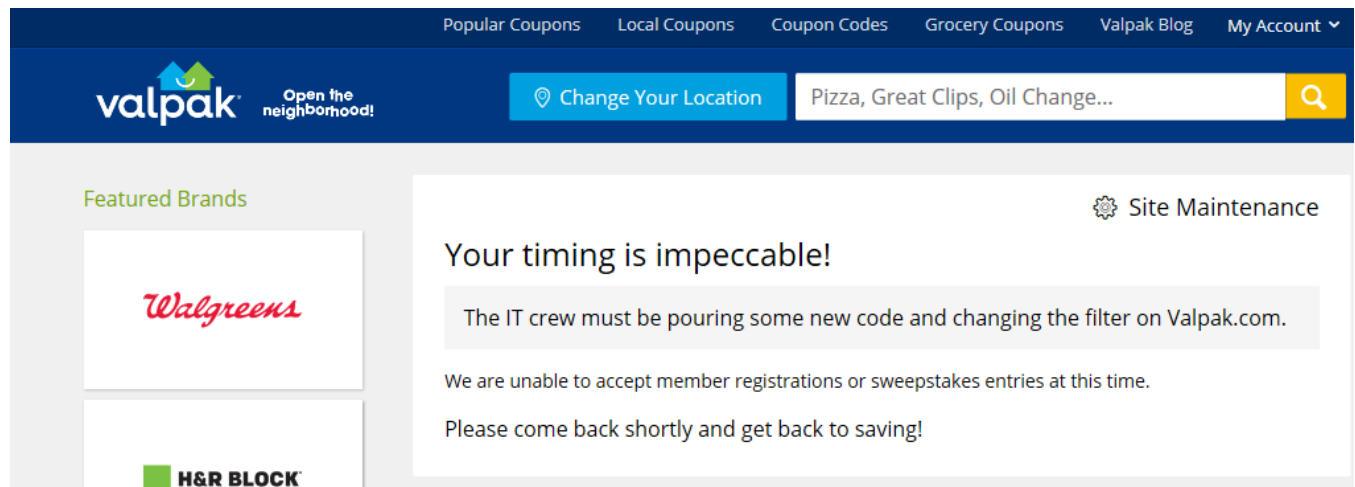 Popular Coupons Local Coupons Coupon Codes Grocery Coupons Valpak Blog My Account
valpak Open the neighborhood!
Change Your Location
Pizza, Great Clips, Oil Change...
Featured Brands
Walgreens
H&R BLOCK
Site Maintenance
Your timing is impeccable!
The IT crew must be pouring some new code and changing the filter on Valpak.com.
We are unable to accept member registrations or sweepstakes entries at this time.
Please come back shortly and get back to saving!